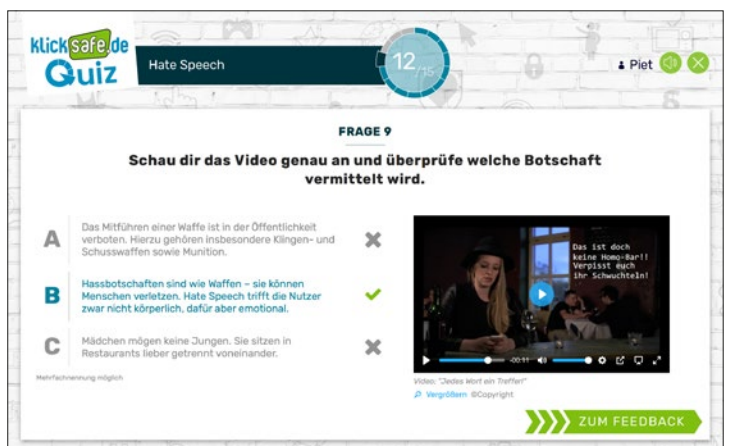 klicksafe.de
Quiz
Hate Speech
12/15
Piet
FRAGE 9
Schau dir das Video genau an und überprüfe welche Botschaft
vermittelt wird.
A
Das Mitführen einer Waffe ist in der Öffentlichkeit
verboten. Hierzu gehören insbesondere Klingen- und
Schusswaffen sowie Munition.
B
Hassbotschaften sind wie Waffen – sie können
Menschen verletzen. Hate Speech trifft die Nutzer
zwar nicht körperlich, dafür aber emotional.
C
Mädchen mögen keine Jungen. Sie sitzen in
Restaurants lieber getrennt voneinander.
Mehrfachnennung möglich
Das ist doch
keine Homo-Bar!!
Verpisst euch
ihr Schwuchteln!
-00:11
Video: "Jedes Wort ein Treffer!"
Vergrößern ©Copyright
ZUM FEEDBACK